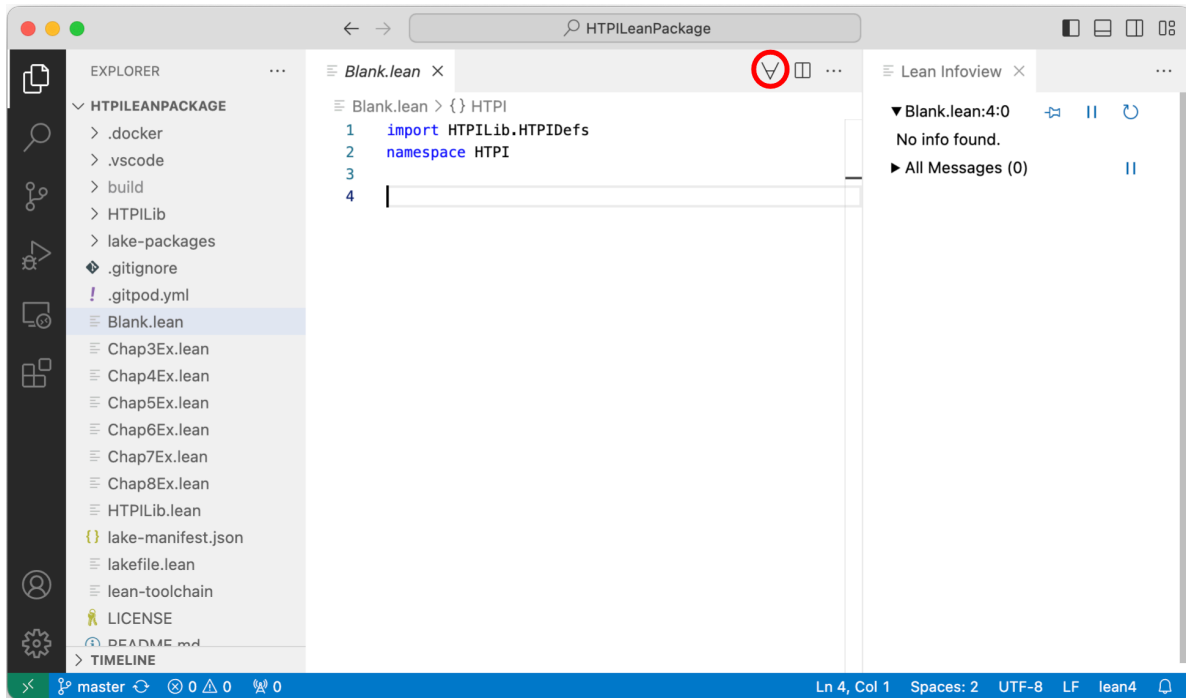 HTPILeanPackage
EXPLORER
HTPILEANPACKAGE
.docker
.vscode
build
HTPILib
lake-packages
.gitignore
.gitpod.yml
Blank.lean
Chap3Ex.lean
Chap4Ex.lean
Chap5Ex.lean
Chap6Ex.lean
Chap7Ex.lean
Chap8Ex.lean
HTPILib.lean
lake-manifest.json
lakefile.lean
lean-toolchain
LICENSE
README.md
TIMELINE
Blank.lean
Blank.lean > {} HTPI
1 import HTPILib.HTPIDefs
2 namespace HTPI
3
4
Lean Infoview
▼Blank.lean:4:0
No info found.
▶All Messages (0)
master 0 0 0
Ln 4, Col 1 Spaces: 2 UTF-8 LF lean4